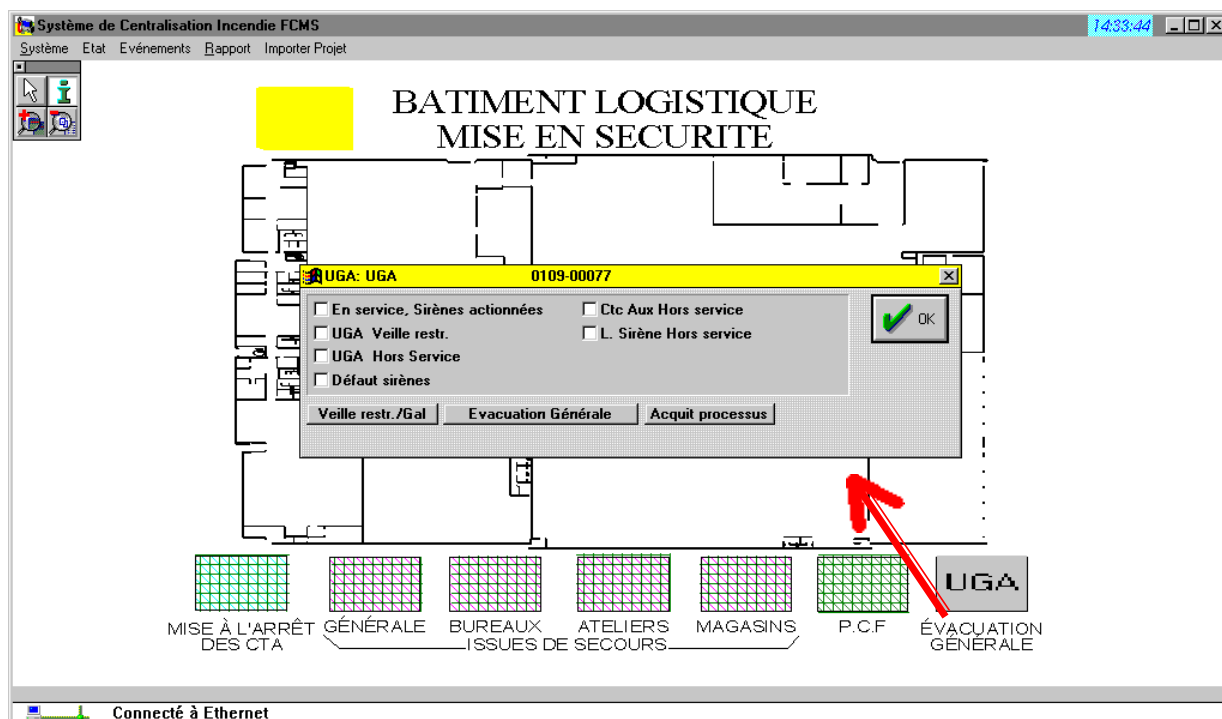 Système de Centralisation Incendie FCMS
14:33:44
Système Etat Evénements Rapport Importer Projet
BATIMENT LOGISTIQUE
MISE EN SECURITE
UGA: UGA 0109-00077
En service, Sirènes actionnées Ctc Aux Hors service
OK
UGA Veille restr. L. Sirène Hors service
UGA Hors Service
Défaut sirènes
Veille restr./Gal Evacuation Générale Acquit processus
UGA
MISE À L'ARRÊT
DES CTA
GÉNÉRALE BUREAUX ATELIERS MAGASINS
ISSUES DE SECOURS
P.C.F
ÉVACUATION
GÉNÉRALE
Connecté à Ethernet